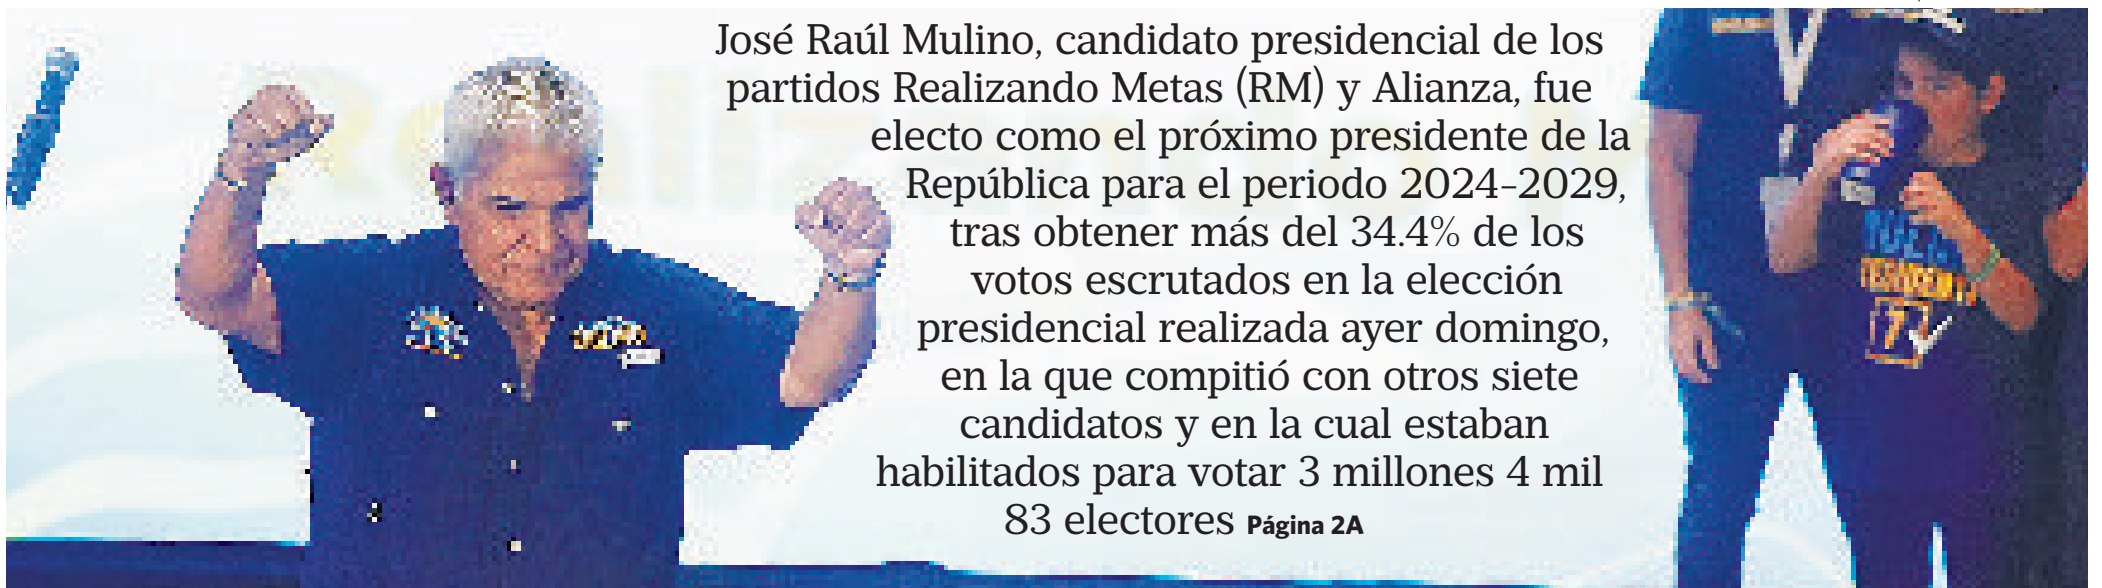 José Raúl Mulino, candidato presidencial de los
partidos Realizando Metas (RM) y Alianza, fue
electo como el próximo presidente de la
República para el periodo 2024-2029,
tras obtener más del 34.4% de los
votos escrutados en la elección
presidencial realizada ayer domingo,
en la que compitió con otros siete
candidatos y en la cual estaban
habilitados para votar 3 millones 4 mil
83 electores Página 2A
Realizando
7